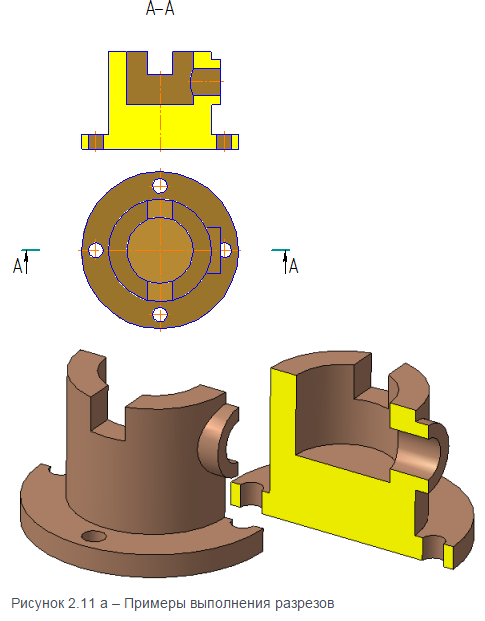 А–А
А А
Рисунок 2.11 а – Примеры выполнения разрезов